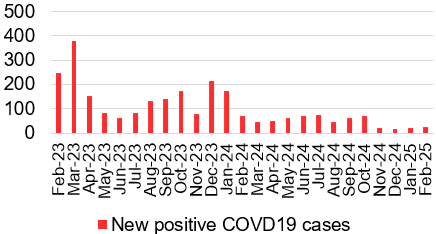 500
400
300
200
100
0
Feb-23
Mar-23
Apr-23
May-23
Jun-23
Jul-23
Aug-23
Sep-23
Oct-23
Nov-23
Dec-23
Jan-24
Feb-24
Mar-24
Apr-24
May-24
Jun-24
Jul-24
Aug-24
Sep-24
Oct-24
Nov-24
Dec-24
Jan-25
Feb-25
New positive COVD19 cases